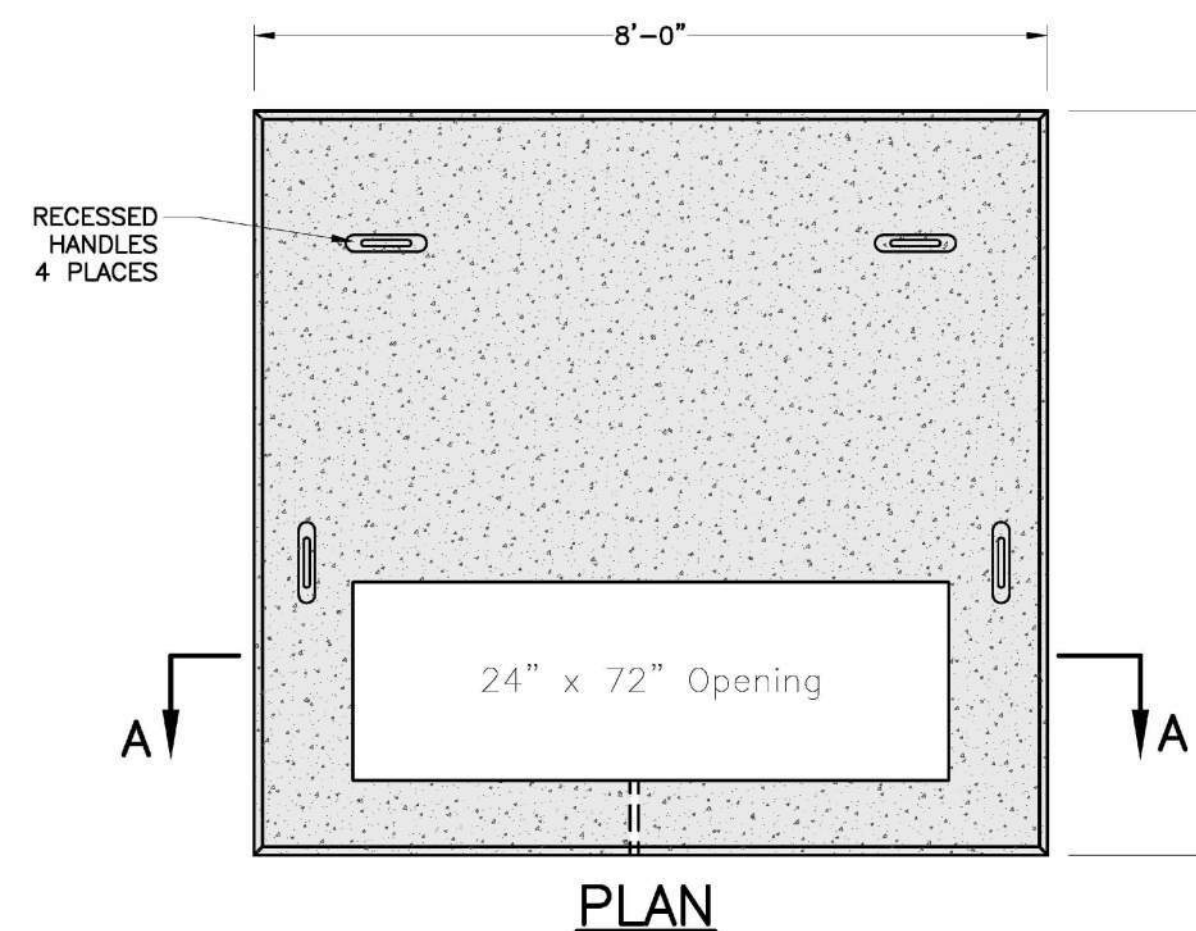 8'-0"
RECESSED
HANDLES
4 PLACES
24" x 72" Opening
A
A
PLAN